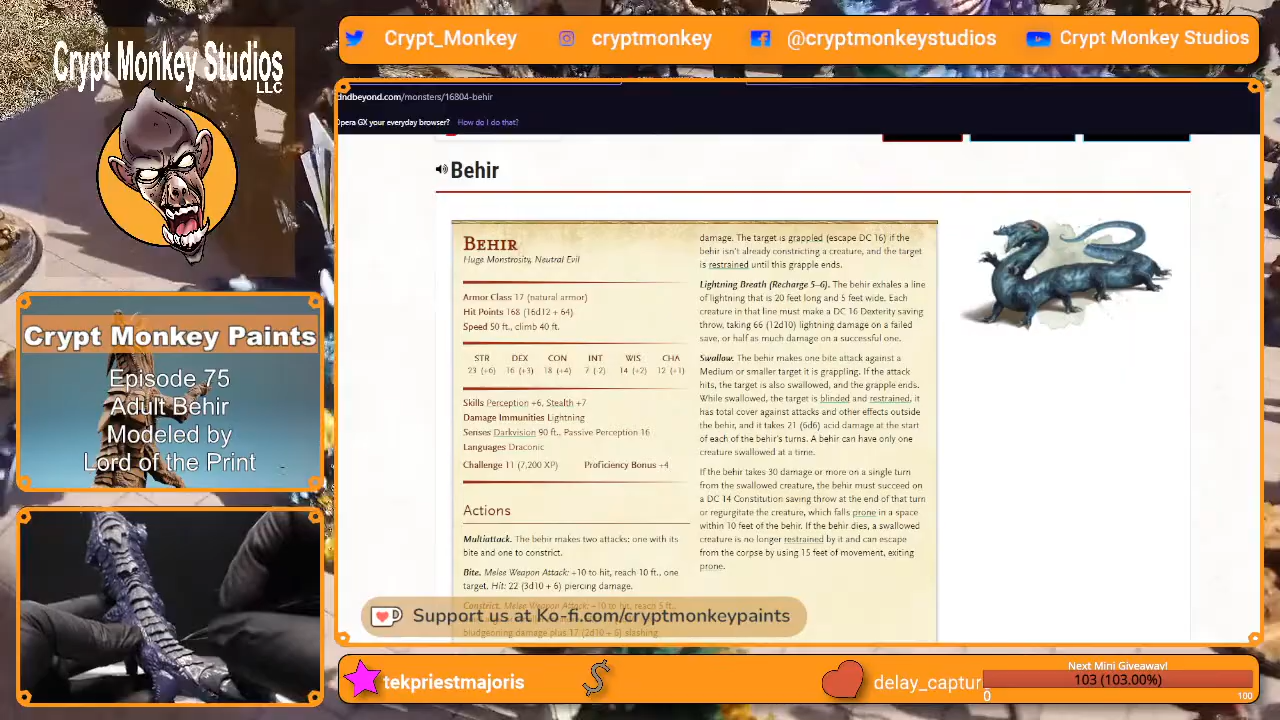 Crypt Monkey Studios
LLC
Crypt_Monkey
cryptmonkey
@cryptmonkeystudios
Crypt Monkey Studios
dndbeyond.com/monsters/16804-behir
Opera GX your everyday browser? How do I do that?
Behir
BEHIR
Huge Monstrosity, Neutral Evil
Armor Class 17 (natural armor)
Hit Points 168 (16d12 + 64)
Speed 50 ft., climb 40 ft.
STR DEX CON INT WIS CHA
23 (+6) 16 (+3) 18 (+4) 7 (-2) 14 (+2) 12 (+1)
Skills Perception +6, Stealth +7
Damage Immunities Lightning
Senses Darkvision 90 ft., Passive Perception 16
Languages Draconic
Challenge 11 (7,200 XP) Proficiency Bonus +4
Actions
Multiattack. The behir makes two attacks: one with its
bite and one to constrict.
Bite. Melee Weapon Attack: +10 to hit, reach 10 ft., one
target. Hit: 22 (3d10 + 6) piercing damage.
Constrict. Melee Weapon Attack: +10 to hit, reach 5 ft.,
bludgeoning damage plus 17 (2d10 + 6) slashing
damage. The target is grappled (escape DC 16) if the
behir isn't already constricting a creature, and the target
is restrained until this grapple ends.
Lightning Breath (Recharge 5–6). The behir exhales a line
of lightning that is 20 feet long and 5 feet wide. Each
creature in that line must make a DC 16 Dexterity saving
throw, taking 66 (12d10) lightning damage on a failed
save, or half as much damage on a successful one.
Swallow. The behir makes one bite attack against a
Medium or smaller target it is grappling. If the attack
hits, the target is also swallowed, and the grapple ends.
While swallowed, the target is blinded and restrained, it
has total cover against attacks and other effects outside
the behir, and it takes 21 (6d6) acid damage at the start
of each of the behir's turns. A behir can have only one
creature swallowed at a time.
If the behir takes 30 damage or more on a single turn
from the swallowed creature, the behir must succeed on
a DC 14 Constitution saving throw at the end of that turn
or regurgitate the creature, which falls prone in a space
within 10 feet of the behir. If the behir dies, a swallowed
creature is no longer restrained by it and can escape
from the corpse by using 15 feet of movement, exiting
prone.
Crypt Monkey Paints
Episode 75
Adult Behir
Modeled by
Lord of the Print
Support us at Ko-fi.com/cryptmonkeypaints
tekpriestmajoris
delay_captur
Next Mini Giveaway!
103 (103.00%)
0
100